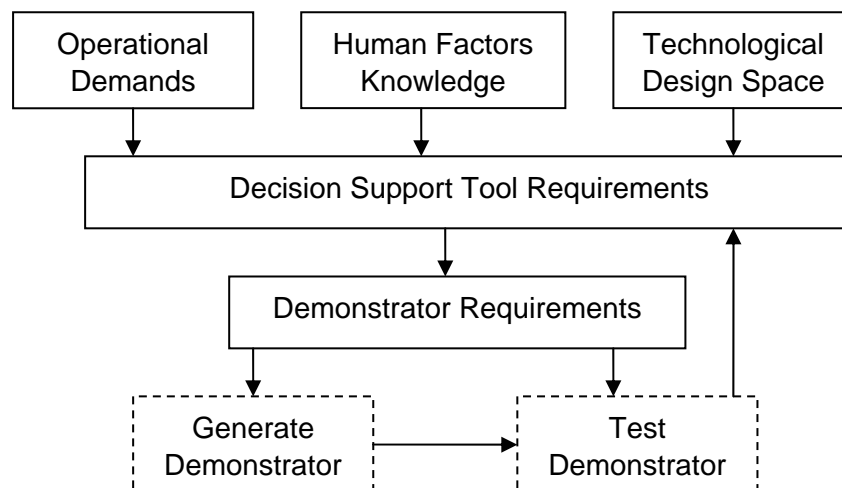 Operational
Demands
Human Factors
Knowledge
Technological
Design Space
Decision Support Tool Requirements
Demonstrator Requirements
Generate
Demonstrator
Test
Demonstrator